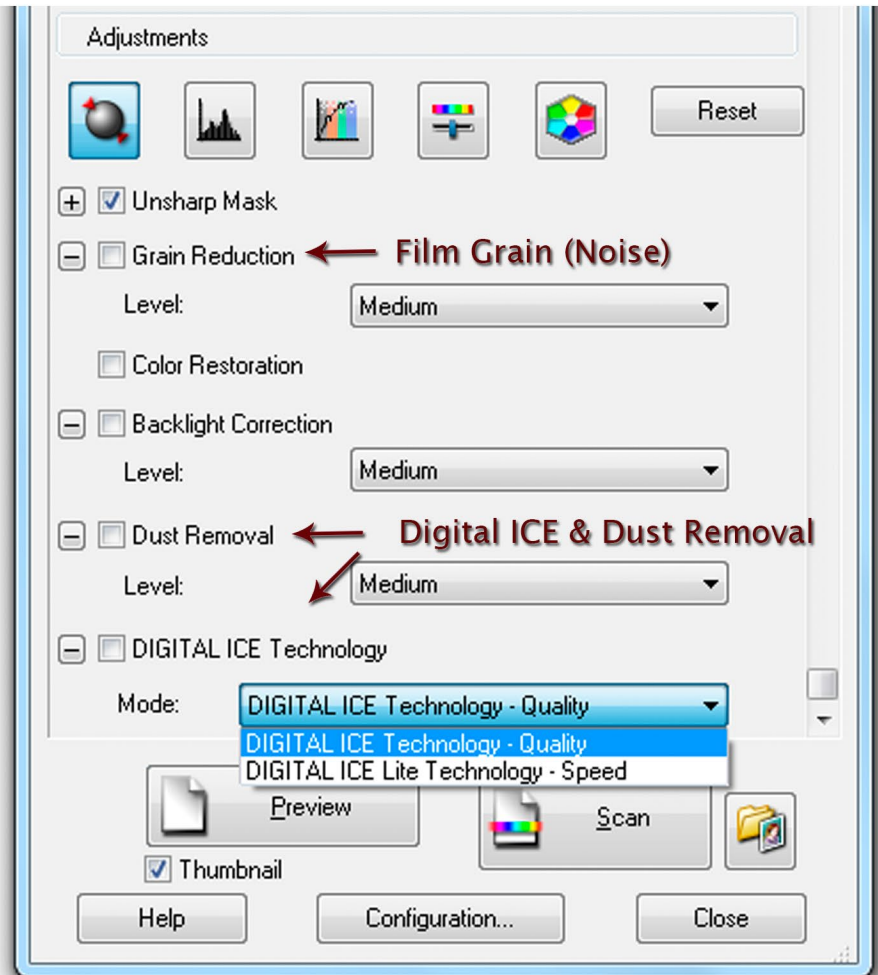 Adjustments
Reset
Unsharp Mask
Grain Reduction
Film Grain (Noise)
Level:
Medium
Color Restoration
Backlight Correction
Level:
Medium
Dust Removal
Digital ICE & Dust Removal
Level:
Medium
DIGITAL ICE Technology
Mode:
DIGITAL ICE Technology - Quality
DIGITAL ICE Technology - Quality
DIGITAL ICE Lite Technology - Speed
Preview
Scan
Thumbnail
Help
Configuration...
Close